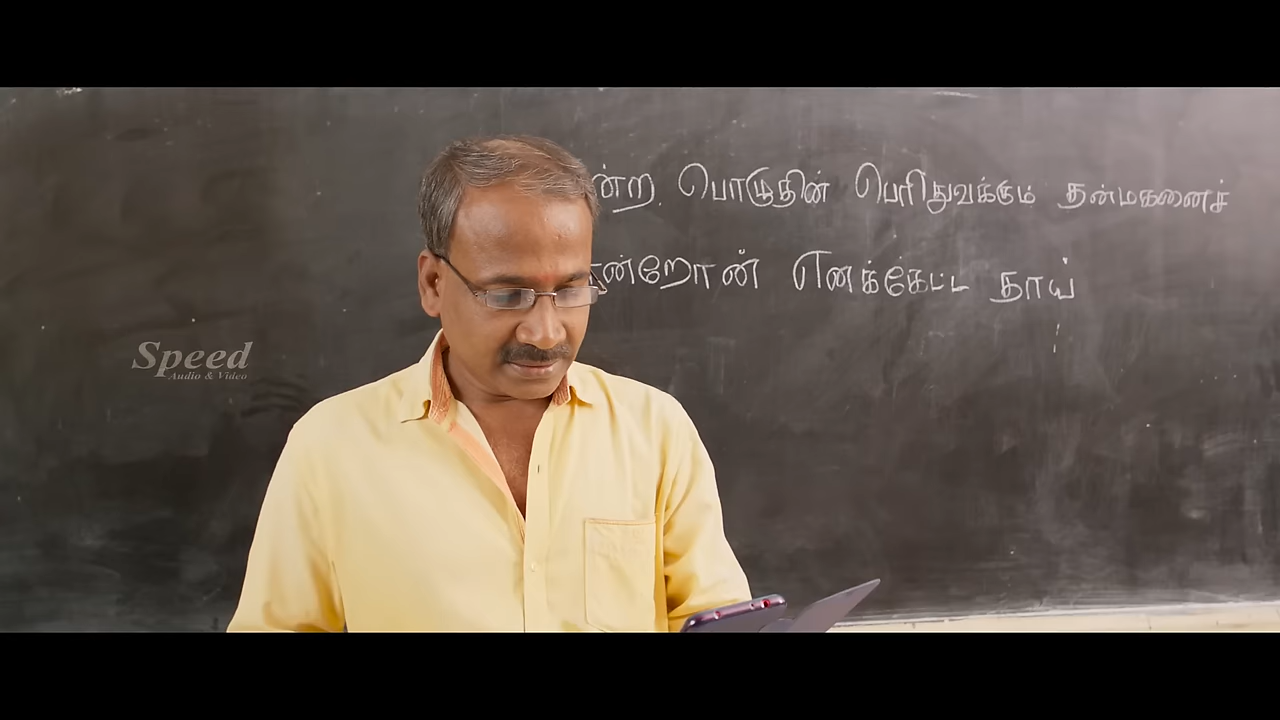 பொழுதின் பெரிதுவக்கும் தன்மகனைச்
எனக்கேட்ட தாய்
Speed
Audio & Video